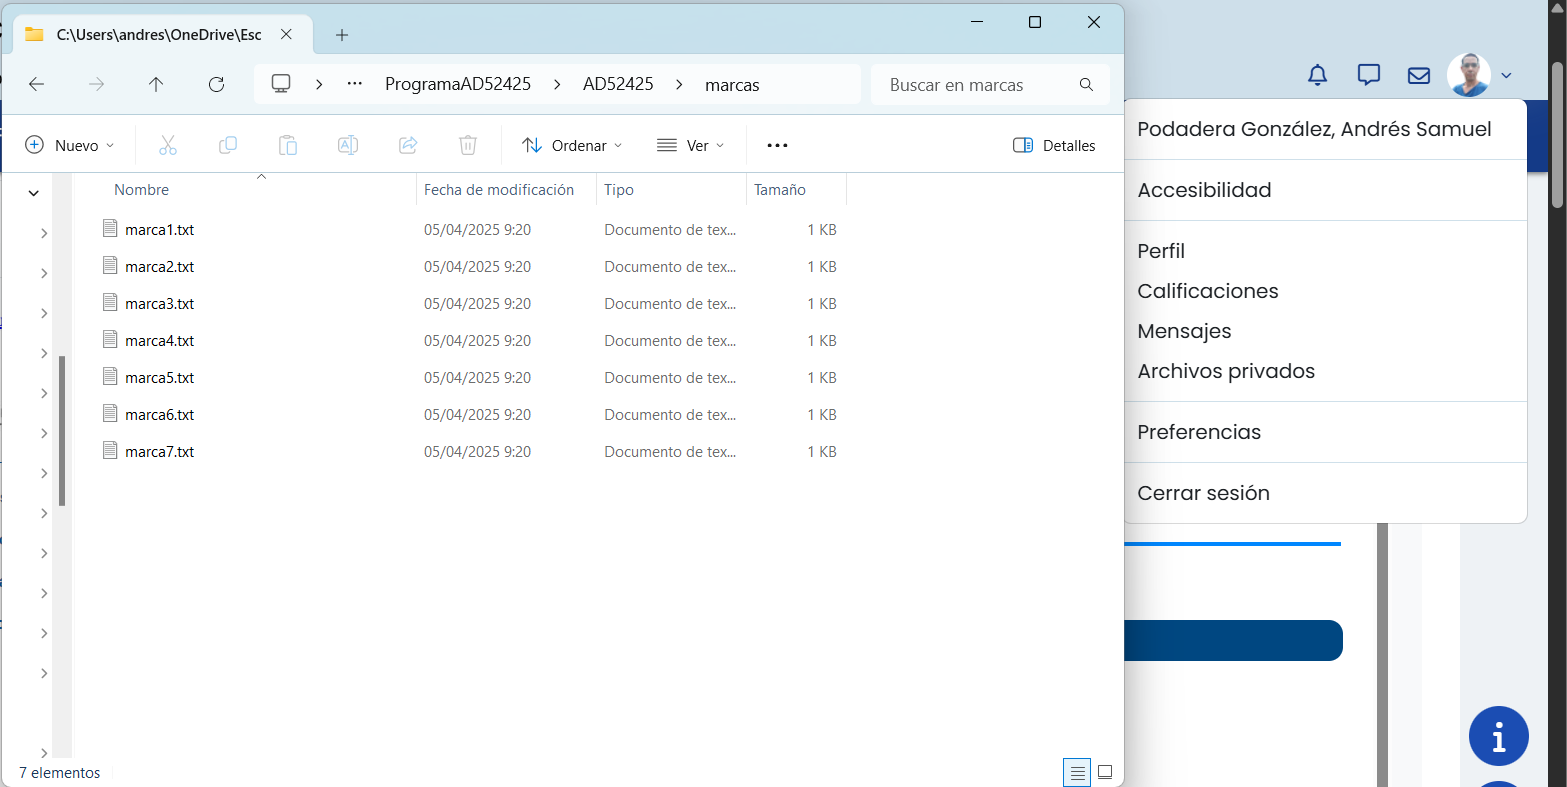 C:\Users\andres\OneDrive\Esc
ProgramaAD52425
AD52425
marcas
Buscar en marcas
Nuevo
Ordenar
Ver
Detalles
Nombre Fecha de modificación Tipo Tamaño
marca1.txt 05/04/2025 9:20 Documento de tex... 1 KB
marca2.txt 05/04/2025 9:20 Documento de tex... 1 KB
marca3.txt 05/04/2025 9:20 Documento de tex... 1 KB
marca4.txt 05/04/2025 9:20 Documento de tex... 1 KB
marca5.txt 05/04/2025 9:20 Documento de tex... 1 KB
marca6.txt 05/04/2025 9:20 Documento de tex... 1 KB
marca7.txt 05/04/2025 9:20 Documento de tex... 1 KB
7 elementos
Podadera González, Andrés Samuel
Accesibilidad
Perfil
Calificaciones
Mensajes
Archivos privados
Preferencias
Cerrar sesión